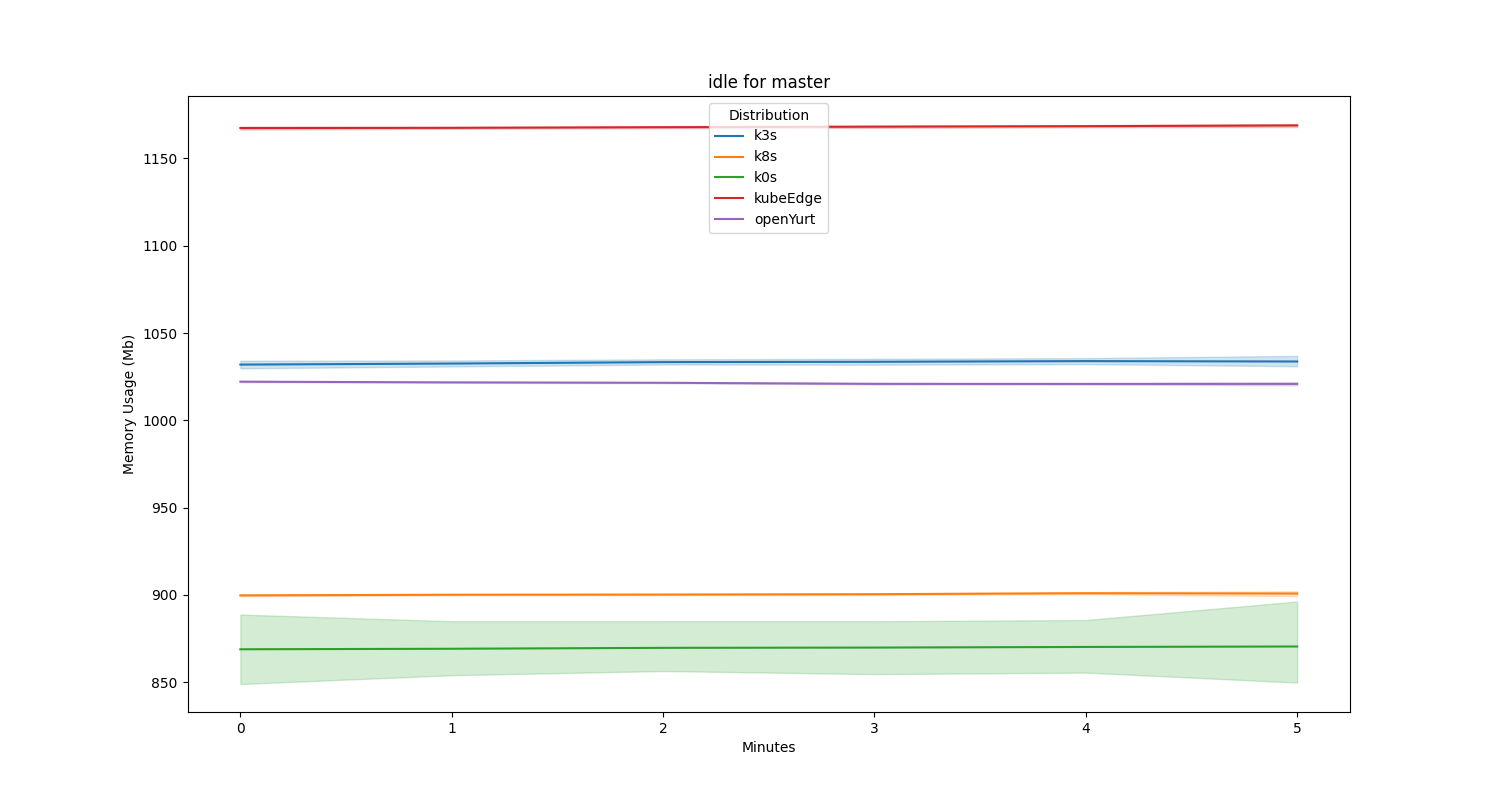 idle for master
Distribution
k3s
k8s
k0s
kubeEdge
openYurt
Memory Usage (Mb)
1150
1100
1050
1000
950
900
850
0 1 2 3 4 5
Minutes